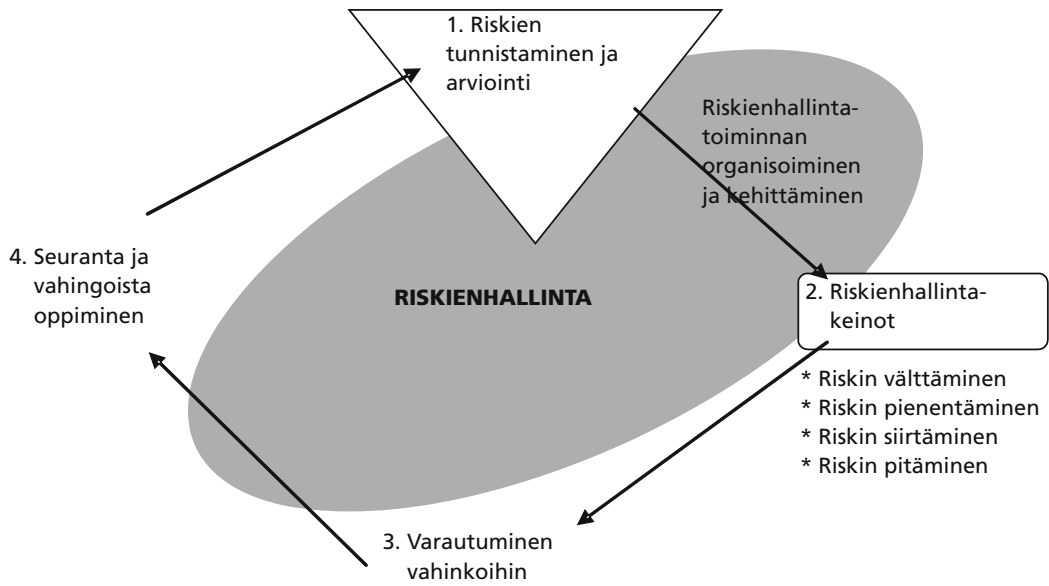 1. Riskien
tunnistaminen ja
arviointi
Riskienhallinta-
toiminnan
organisoiminen
ja kehittäminen
4. Seuranta ja
vahingoista
oppiminen
RISKIENHALLINTA
2. Riskienhallinta-
keinot
* Riskin välttäminen
* Riskin pienentäminen
* Riskin siirtäminen
* Riskin pitäminen
3. Varautuminen
vahinkoihin